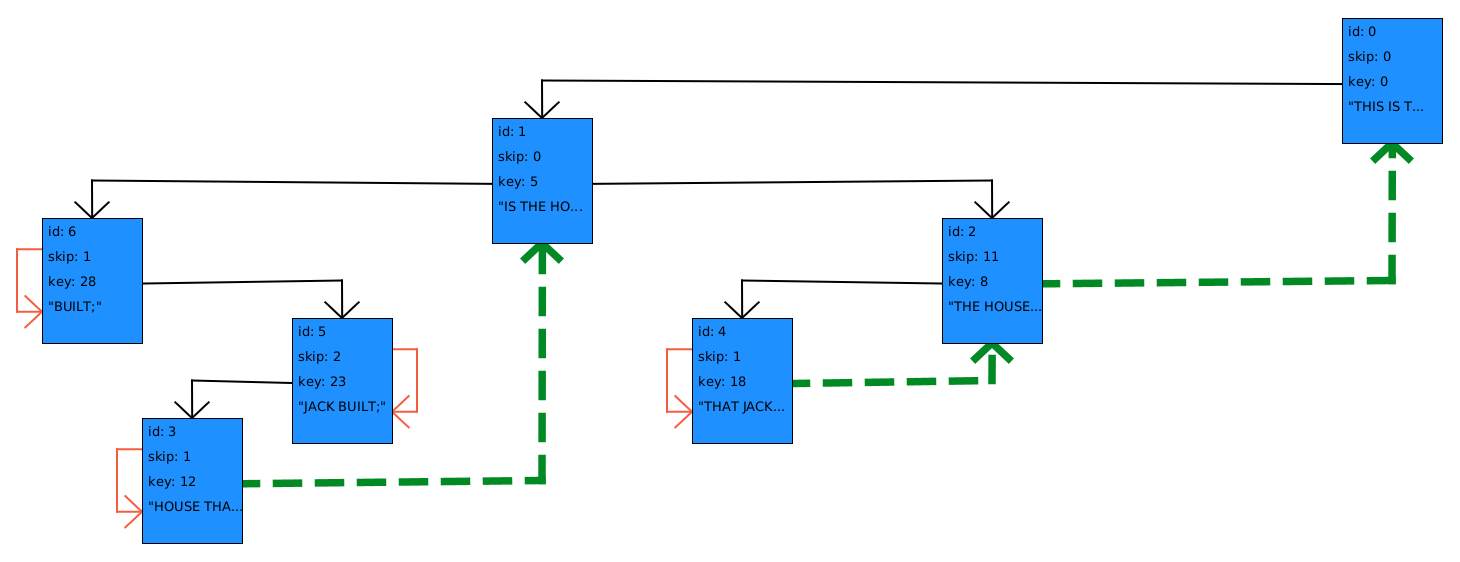 id: 0
skip: 0
key: 0
"THIS IS T...
id: 1
skip: 0
key: 5
"IS THE HO...
id: 6
skip: 1
key: 28
"BUILT;"
id: 2
skip: 11
key: 8
"THE HOUSE...
id: 5
skip: 2
key: 23
"JACK BUILT;"
id: 4
skip: 1
key: 18
"THAT JACK...
id: 3
skip: 1
key: 12
"HOUSE THA...